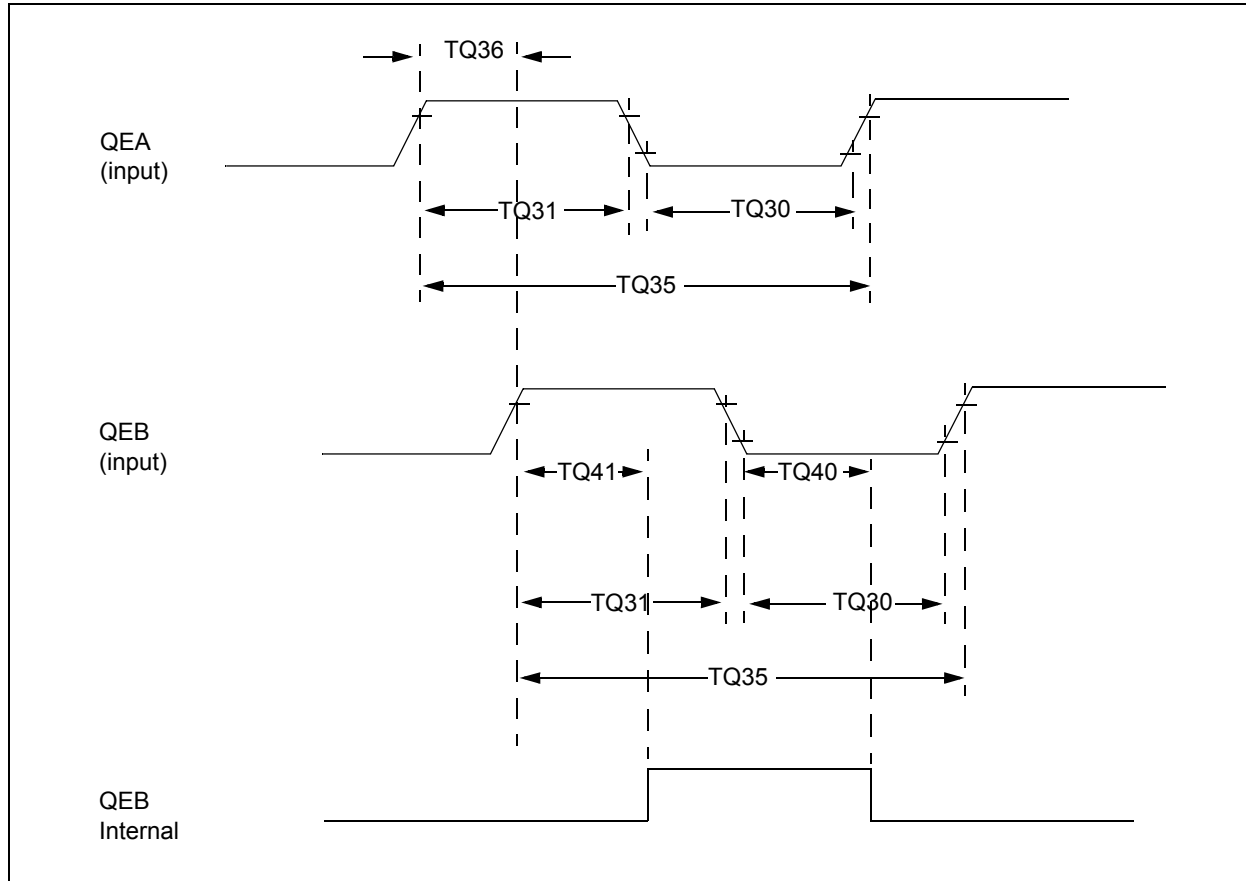 TQ36
QEA
(input)
TQ31
TQ30
TQ35
QEB
(input)
TQ41
TQ40
TQ31
TQ30
TQ35
QEB
Internal